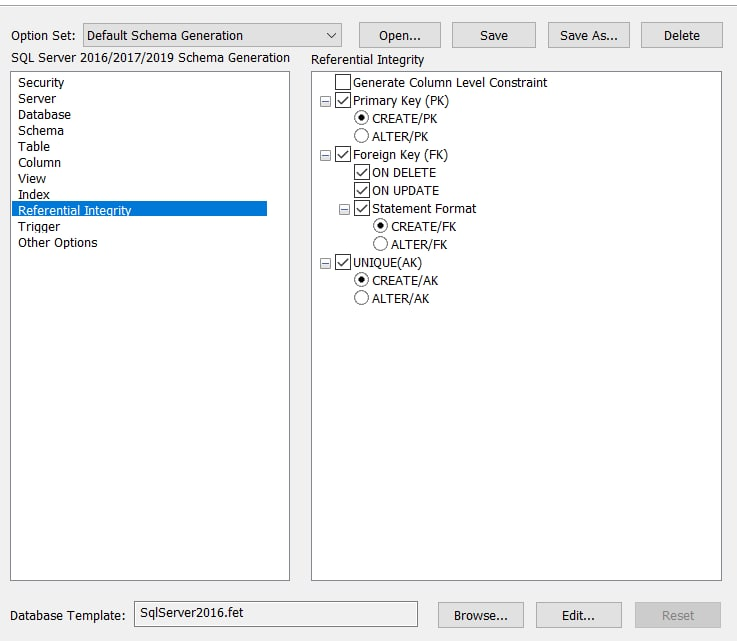 Option Set: Default Schema Generation Open... Save Save As... Delete
SQL Server 2016/2017/2019 Schema Generation
Security
Server
Database
Schema
Table
Column
View
Index
Referential Integrity
Trigger
Other Options
Referential Integrity
Generate Column Level Constraint
Primary Key (PK)
CREATE/PK
ALTER/PK
Foreign Key (FK)
ON DELETE
ON UPDATE
Statement Format
CREATE/FK
ALTER/FK
UNIQUE(AK)
CREATE/AK
ALTER/AK
Database Template: SqlServer2016.fet Browse... Edit... Reset